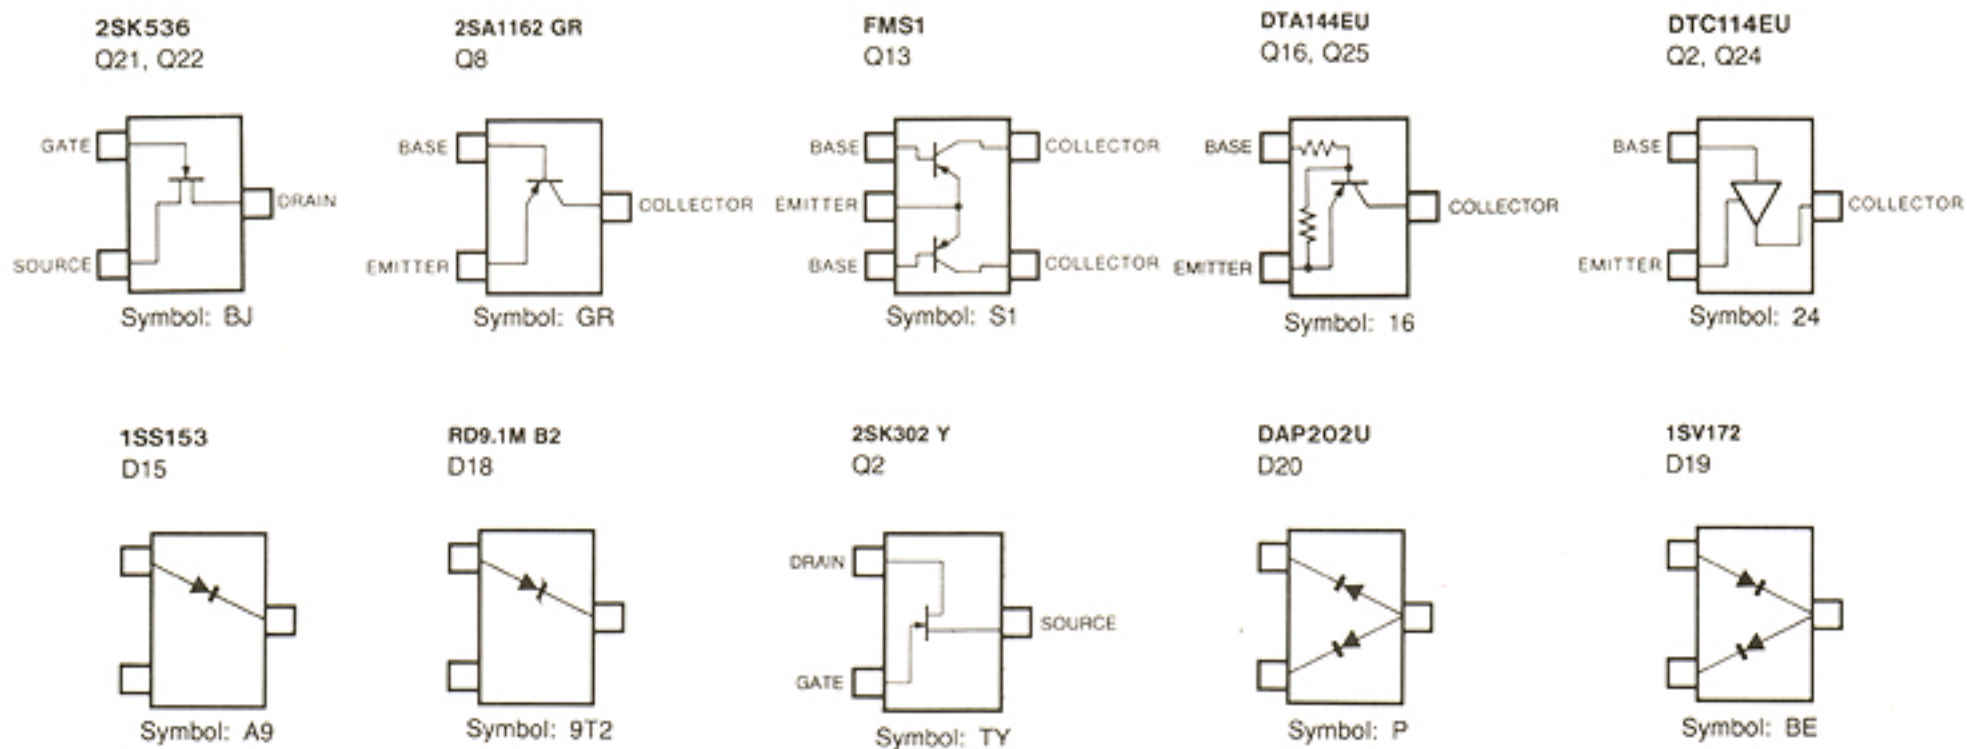 2SK536
Q21, Q22
GATE
SOURCE
DRAIN
Symbol: BJ
2SA1162 GR
Q8
BASE
EMITTER
COLLECTOR
Symbol: GR
FMS1
Q13
BASE
EMITTER
BASE
COLLECTOR
COLLECTOR
Symbol: S1
DTA144EU
Q16, Q25
BASE
EMITTER
COLLECTOR
Symbol: 16
DTC114EU
Q2, Q24
BASE
EMITTER
COLLECTOR
Symbol: 24
1SS153
D15
Symbol: A9
RD9.1M B2
D18
Symbol: 9T2
2SK302 Y
Q2
DRAIN
GATE
SOURCE
Symbol: TY
DAP202U
D20
Symbol: P
1SV172
D19
Symbol: BE